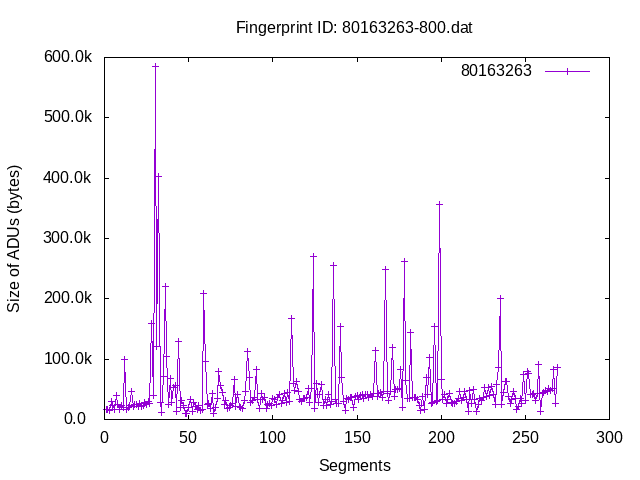 Fingerprint ID: 80163263-800.dat
600.0k
80163263
500.0k
400.0k
300.0k
200.0k
100.0k
0.0
Size of ADUs (bytes)
0
50
100
150
200
250
300
Segments